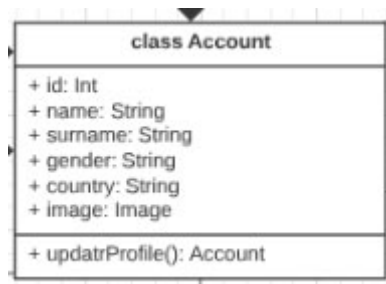 class Account
+ id: Int
+ name: String
+ surname: String
+ gender: String
+ country: String
+ image: Image
+ updatrProfile(): Account